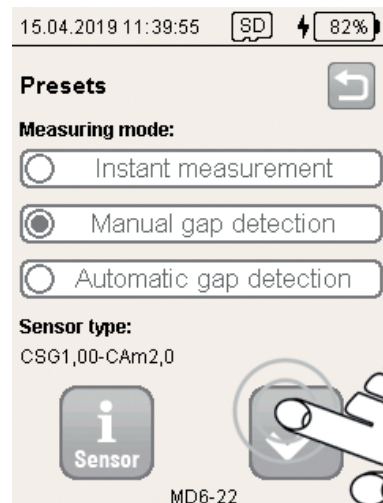 15.04.2019 11:39:55 SD 82%
Presets
Measuring mode:
Instant measurement
Manual gap detection
Automatic gap detection
Sensor type:
CSG1,00-CAm2,0
i
Sensor
MD6-22